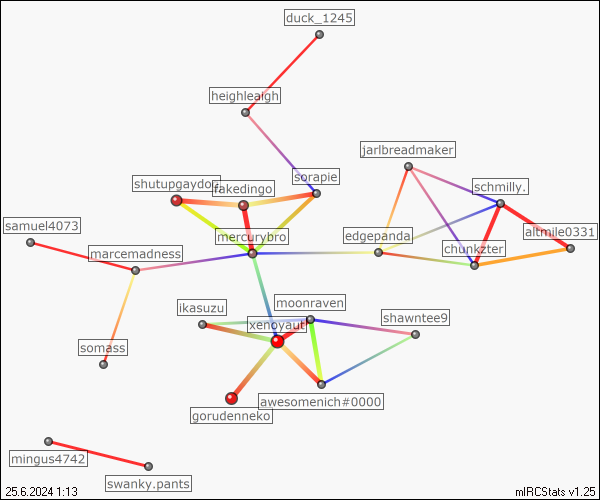 duck_1245
heighleaigh
jarlbreadmaker
sorapie
shutupgaydor
fakedingo
schmilly.
samuel4073
altmile0331
mercurybro
edgepanda
chunkzter
marcemadness
moonraven
ikasuzu
shawntee9
xenoyaut
somass
awesomenich#0000
gorudenneko
mingus4742
swanky.pants
25.6.2024 1:13
mIRCStats v1.25